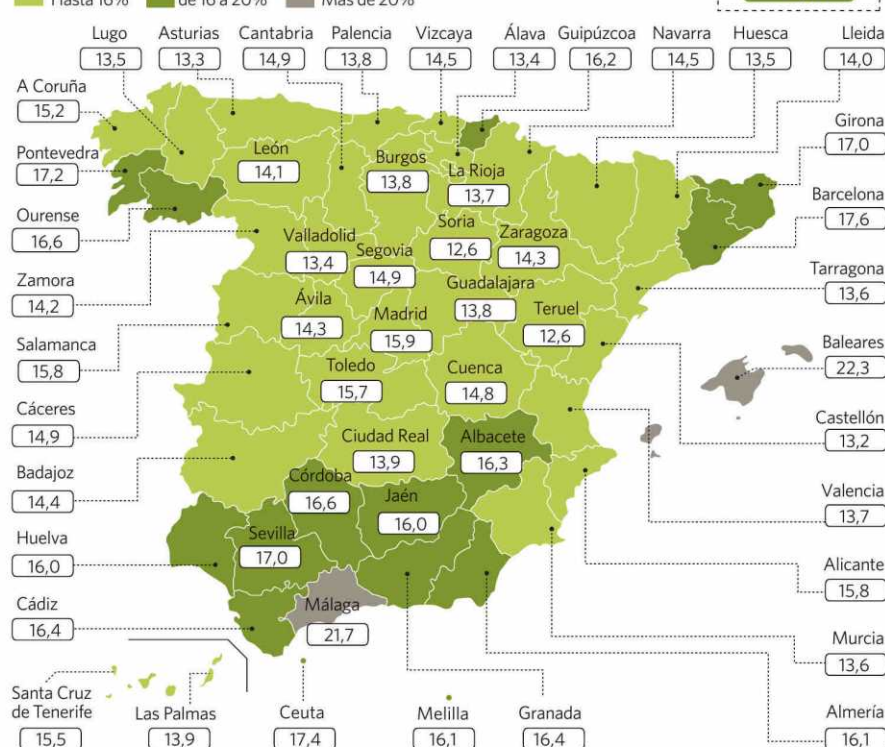 Hasta 16% de 16 a 20% Más de 20%
Lugo Asturias Cantabria Palencia Vizcaya Álava Guipúzcoa Navarra Huesca Lleida
13,5 13,3 14,9 13,8 14,5 13,4 16,2 14,5 13,5 14,0
A Coruña
15,2
Girona
17,0
Pontevedra
17,2
León
14,1
Burgos
13,8
La Rioja
13,7
Barcelona
17,6
Ourense
16,6
Valladolid
13,4
Segovia
14,9
Soria
12,6
Zaragoza
14,3
Tarragona
13,6
Zamora
14,2
Ávila
14,3
Madrid
15,9
Guadalajara
13,8
Teruel
12,6
Baleares
22,3
Salamanca
15,8
Toledo
15,7
Cuenca
14,8
Castellón
13,2
Cáceres
14,9
Ciudad Real
13,9
Albacete
16,3
Valencia
13,7
Badajoz
14,4
Córdoba
16,6
Jaén
16,0
Alicante
15,8
Huelva
16,0
Sevilla
17,0
Murcia
13,6
Cádiz
16,4
Málaga
21,7
Santa Cruz
de Tenerife
15,5
Las Palmas
13,9
Ceuta
17,4
Melilla
16,1
Granada
16,4
Almería
16,1